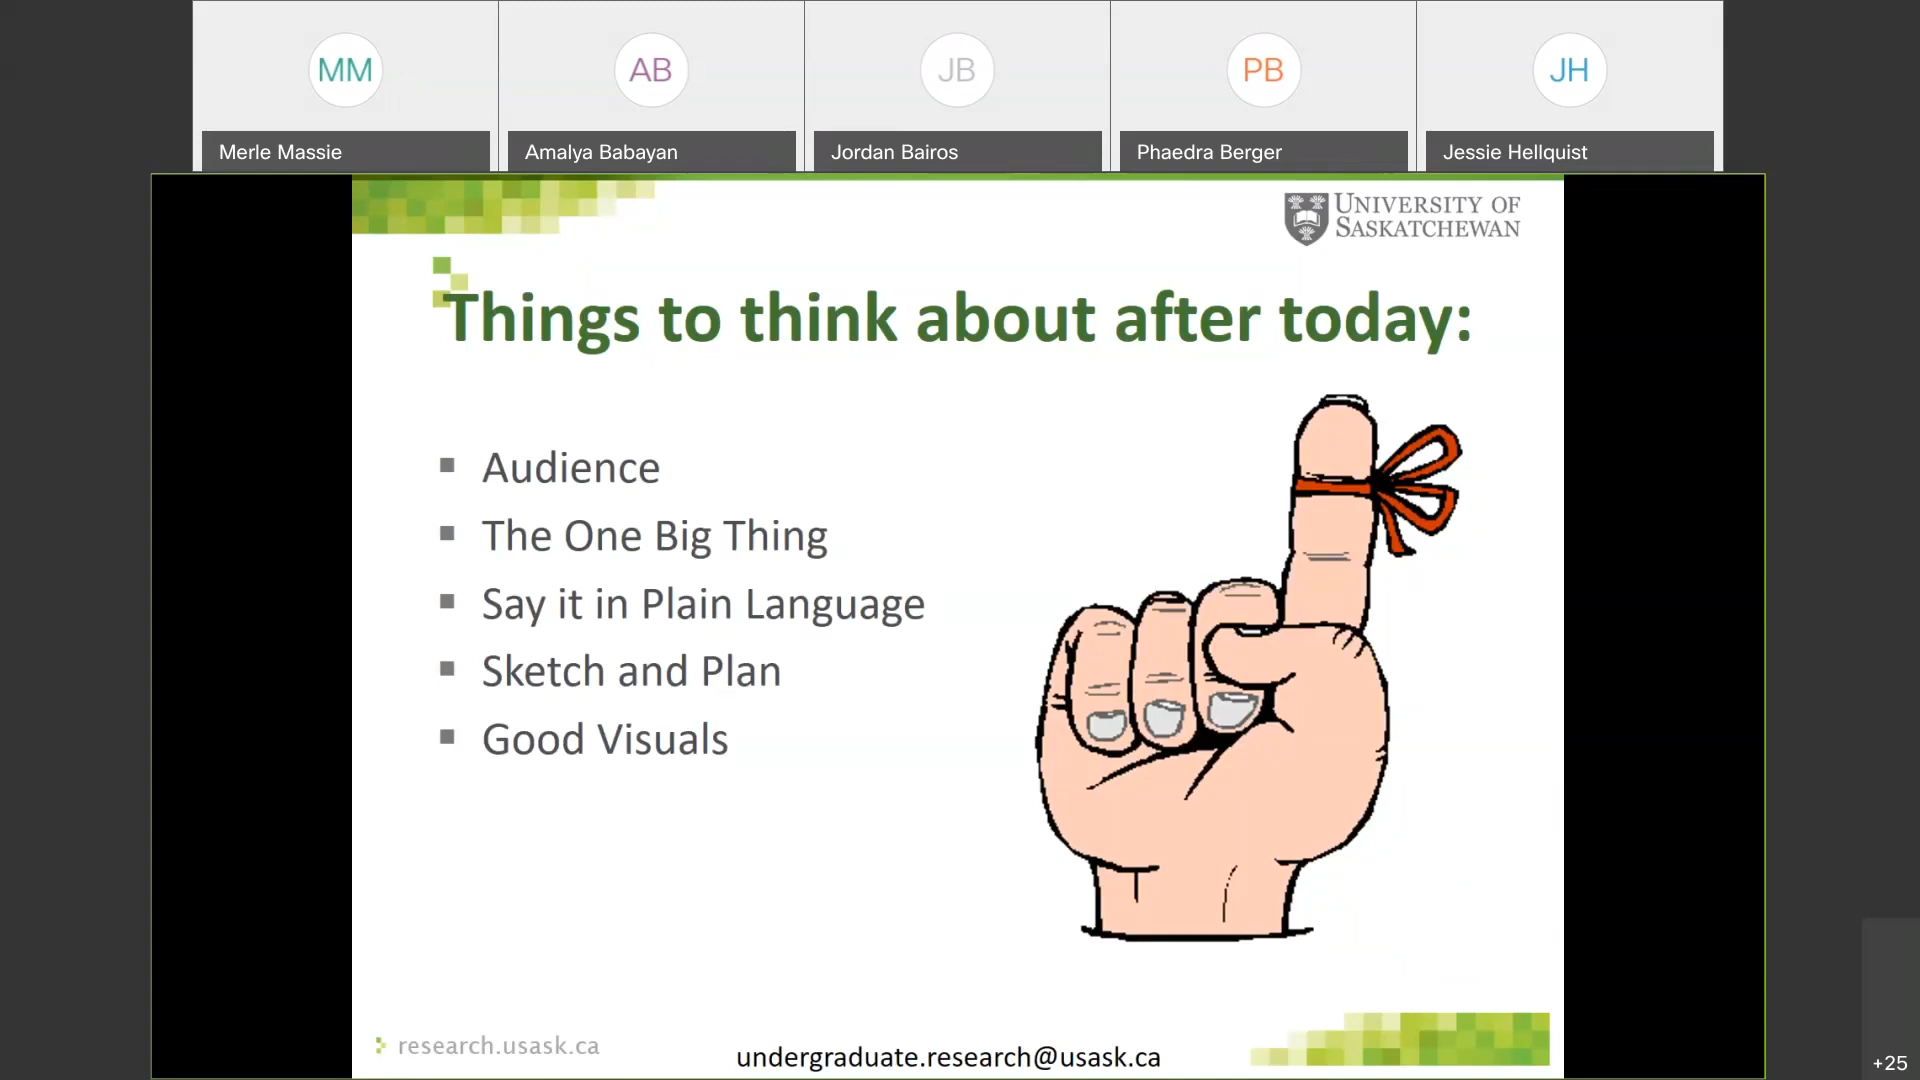 MM
AB
JB
PB
JH
Merle Massie
Amalya Babayan
Jordan Bairos
Phaedra Berger
Jessie Hellquist
UNIVERSITY OF
SASKATCHEWAN
Things to think about after today:
Audience
The One Big Thing
Say it in Plain Language
Sketch and Plan
Good Visuals
research.usask.ca
undergraduate.research@usask.ca
+25